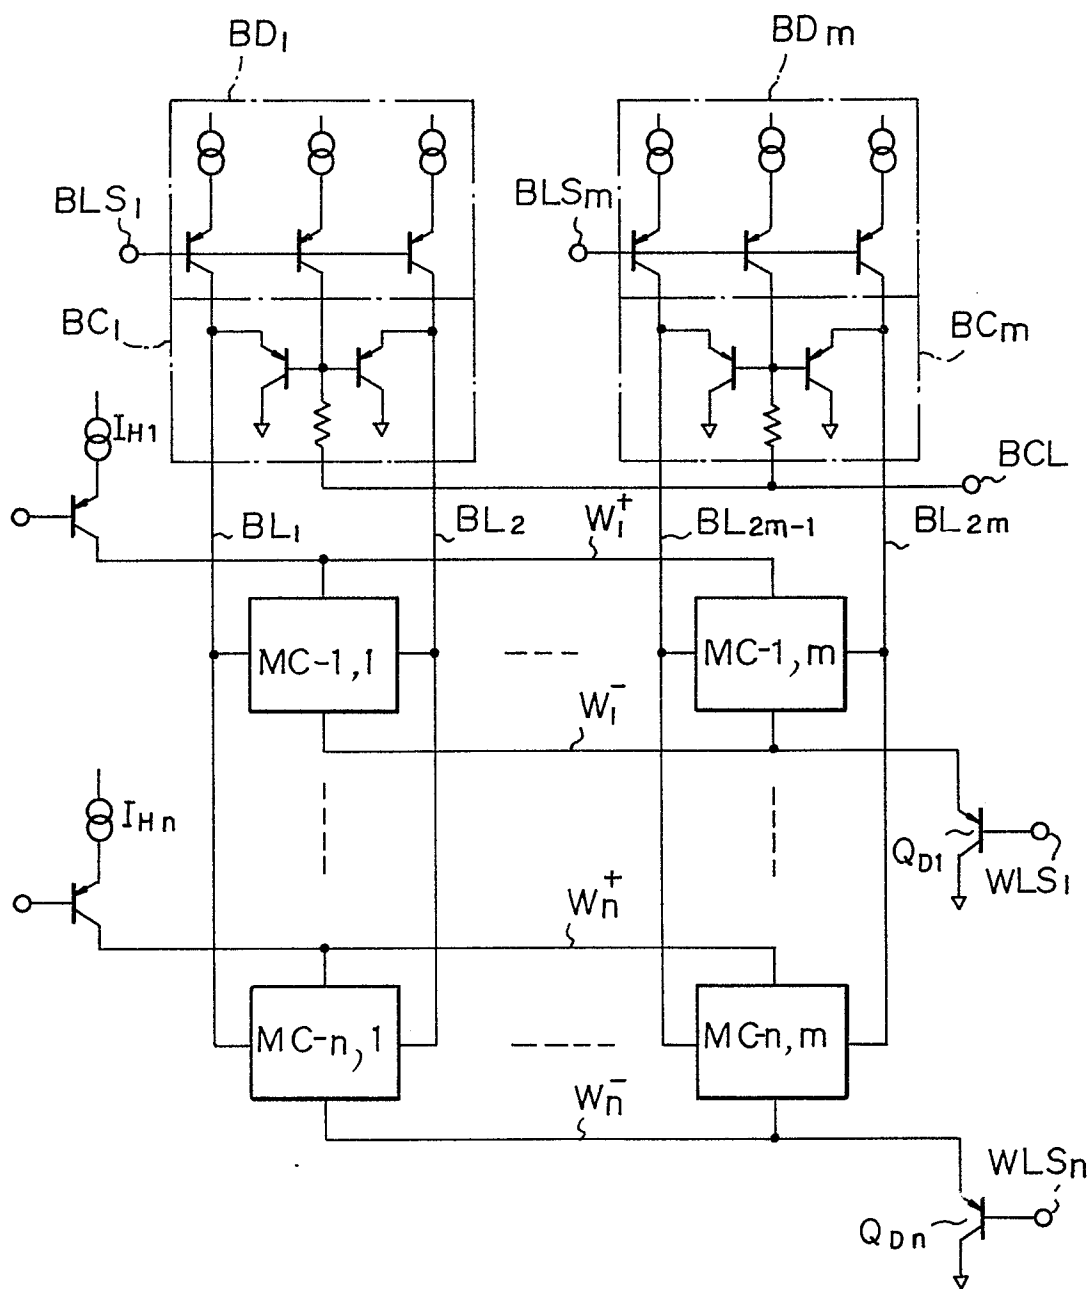 BD1 BDm
BLS1 BLSm
BC1 BCm
IH1
BCL
BL1 BL2 W1+ BL2m-1 BL2m
MC-1,1 MC-1,m
W1-
IHn
QD1 WLS1
Wn+
MC-n,1 MC-n,m
Wn-
WLSn
QDn